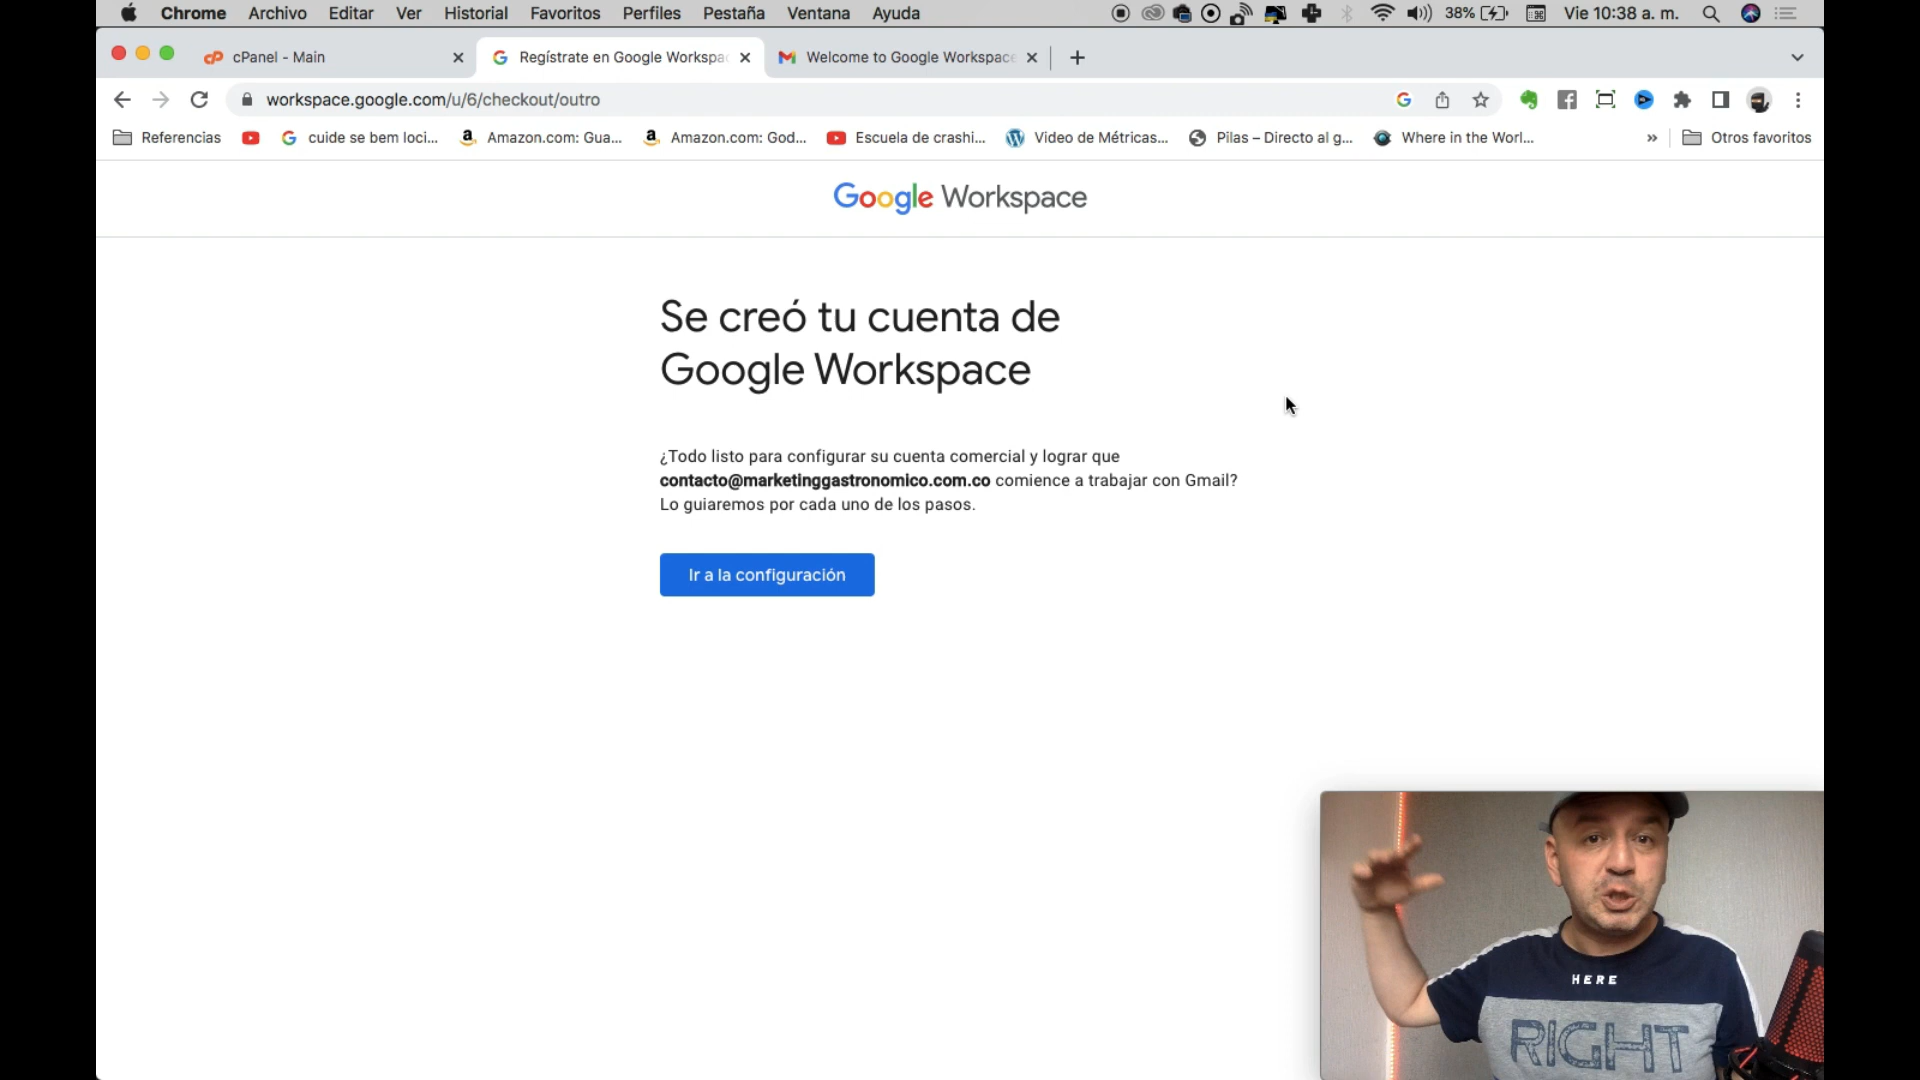 Chrome Archivo Editar Ver Historial Favoritos Perfiles Pestaña Ventana Ayuda 38% Vie 10:38 a. m.
cPanel - Main Regístrate en Google Workspac Welcome to Google Workspace
workspace.google.com/u/6/checkout/outro
Referencias cuide se bem loci... Amazon.com: Gua... Amazon.com: God... Escuela de crashi... Video de Métricas... Pilas – Directo al g... Where in the Worl... » Otros favoritos
Google Workspace
Se creó tu cuenta de
Google Workspace
¿Todo listo para configurar su cuenta comercial y lograr que
contacto@marketinggastronomico.com.co comience a trabajar con Gmail?
Lo guiaremos por cada uno de los pasos.
Ir a la configuración
HERE
RIGHT